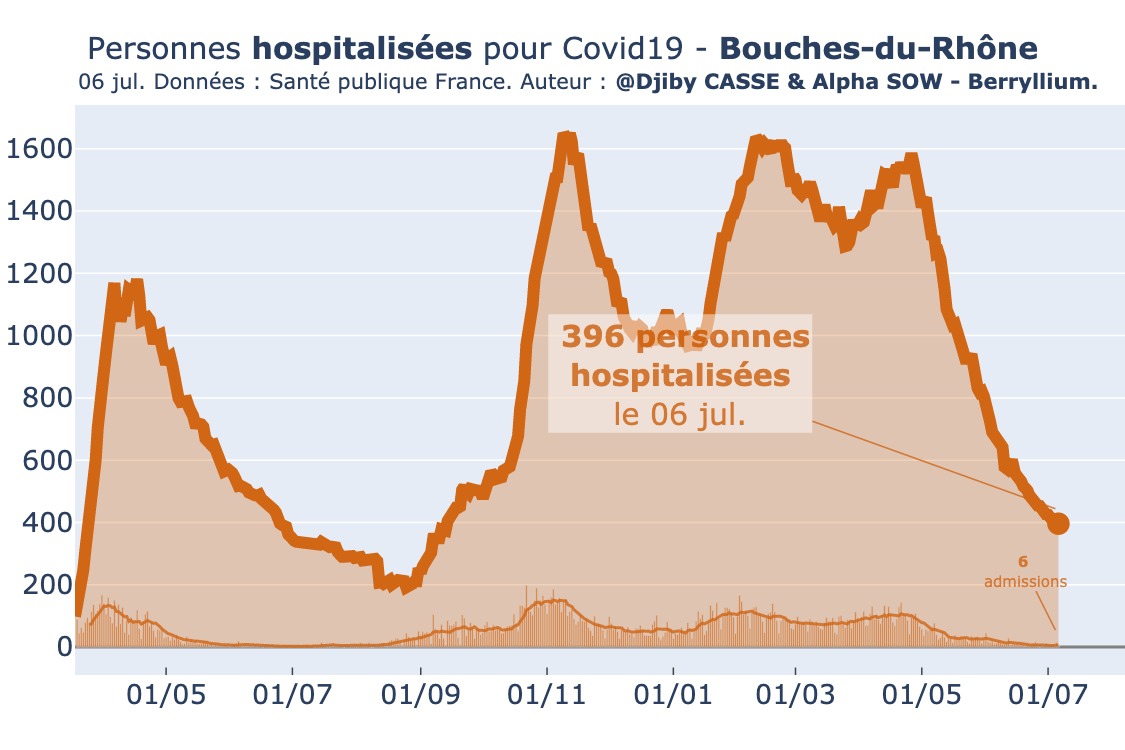 Personnes hospitalisées pour Covid19 - Bouches-du-Rhône
06 jul. Données : Santé publique France. Auteur : @Djiby CASSE & Alpha SOW - Berryllium.
1600
1400
1200
1000
800
600
400
200
0
396 personnes
hospitalisées
le 06 jul.
6
admissions
01/05 01/07 01/09 01/11 01/01 01/03 01/05 01/07